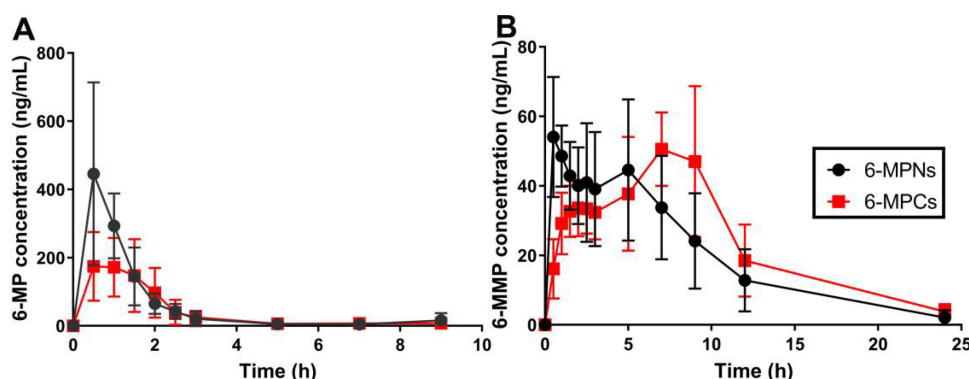 A
6-MP concentration (ng/mL)
800
600
400
200
0
0
2
4
6
8
10
Time (h)
B
6-MMP concentration (ng/mL)
80
60
40
20
0
0
5
10
15
20
25
Time (h)
6-MPNs
6-MPCs